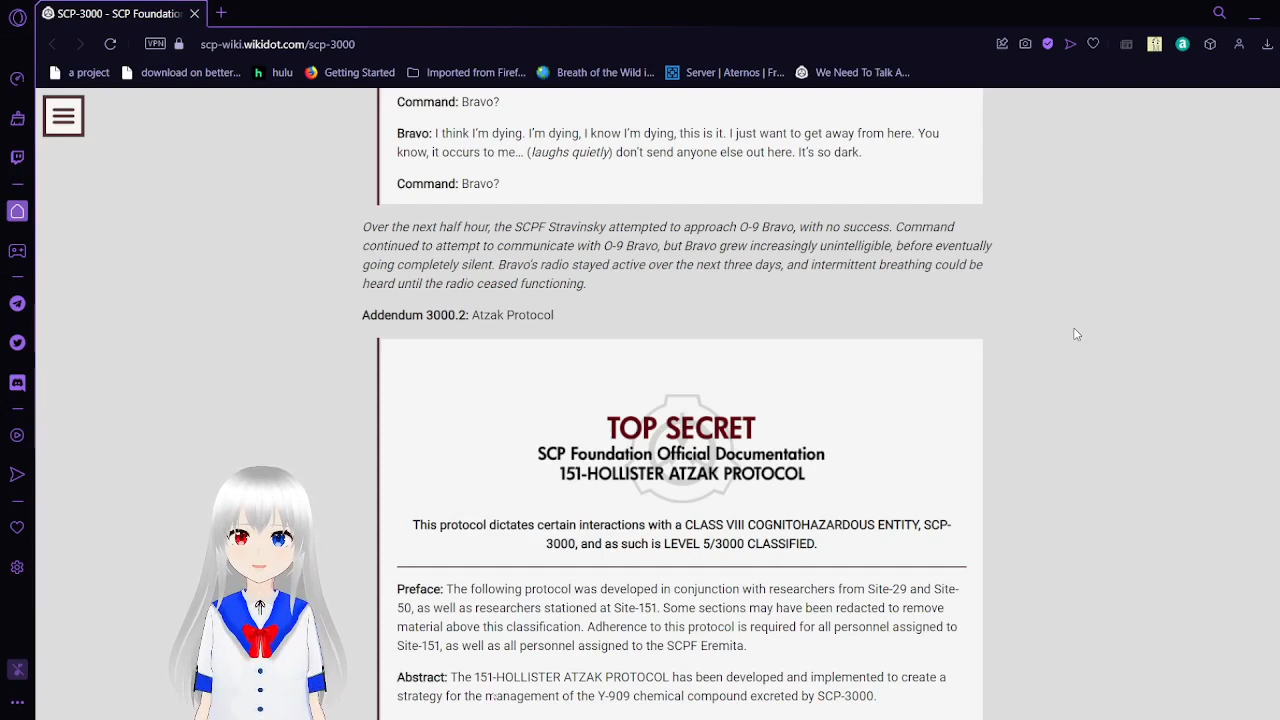 SCP-3000 - SCP Foundatio
scp-wiki.wikidot.com/scp-3000
VPN
a project
download on better...
hulu
Getting Started
Imported from Firef...
Breath of the Wild i...
Server | Aternos | Fr...
We Need To Talk A...
Command: Bravo?
Bravo: I think I'm dying. I'm dying, I know I'm dying, this is it. I just want to get away from here. You
know, it occurs to me… (laughs quietly) don't send anyone else out here. It's so dark.
Command: Bravo?
Over the next half hour, the SCPF Stravinsky attempted to approach O-9 Bravo, with no success. Command
continued to attempt to communicate with O-9 Bravo, but Bravo grew increasingly unintelligible, before eventually
going completely silent. Bravo's radio stayed active over the next three days, and intermittent breathing could be
heard until the radio ceased functioning.
Addendum 3000.2: Atzak Protocol
TOP SECRET
SCP Foundation Official Documentation
151-HOLLISTER ATZAK PROTOCOL
This protocol dictates certain interactions with a CLASS VIII COGNITOHAZARDOUS ENTITY, SCP-
3000, and as such is LEVEL 5/3000 CLASSIFIED.
Preface: The following protocol was developed in conjunction with researchers from Site-29 and Site-
50, as well as researchers stationed at Site-151. Some sections may have been redacted to remove
material above this classification. Adherence to this protocol is required for all personnel assigned to
Site-151, as well as all personnel assigned to the SCPF Eremita.
Abstract: The 151-HOLLISTER ATZAK PROTOCOL has been developed and implemented to create a
strategy for the management of the Y-909 chemical compound excreted by SCP-3000.